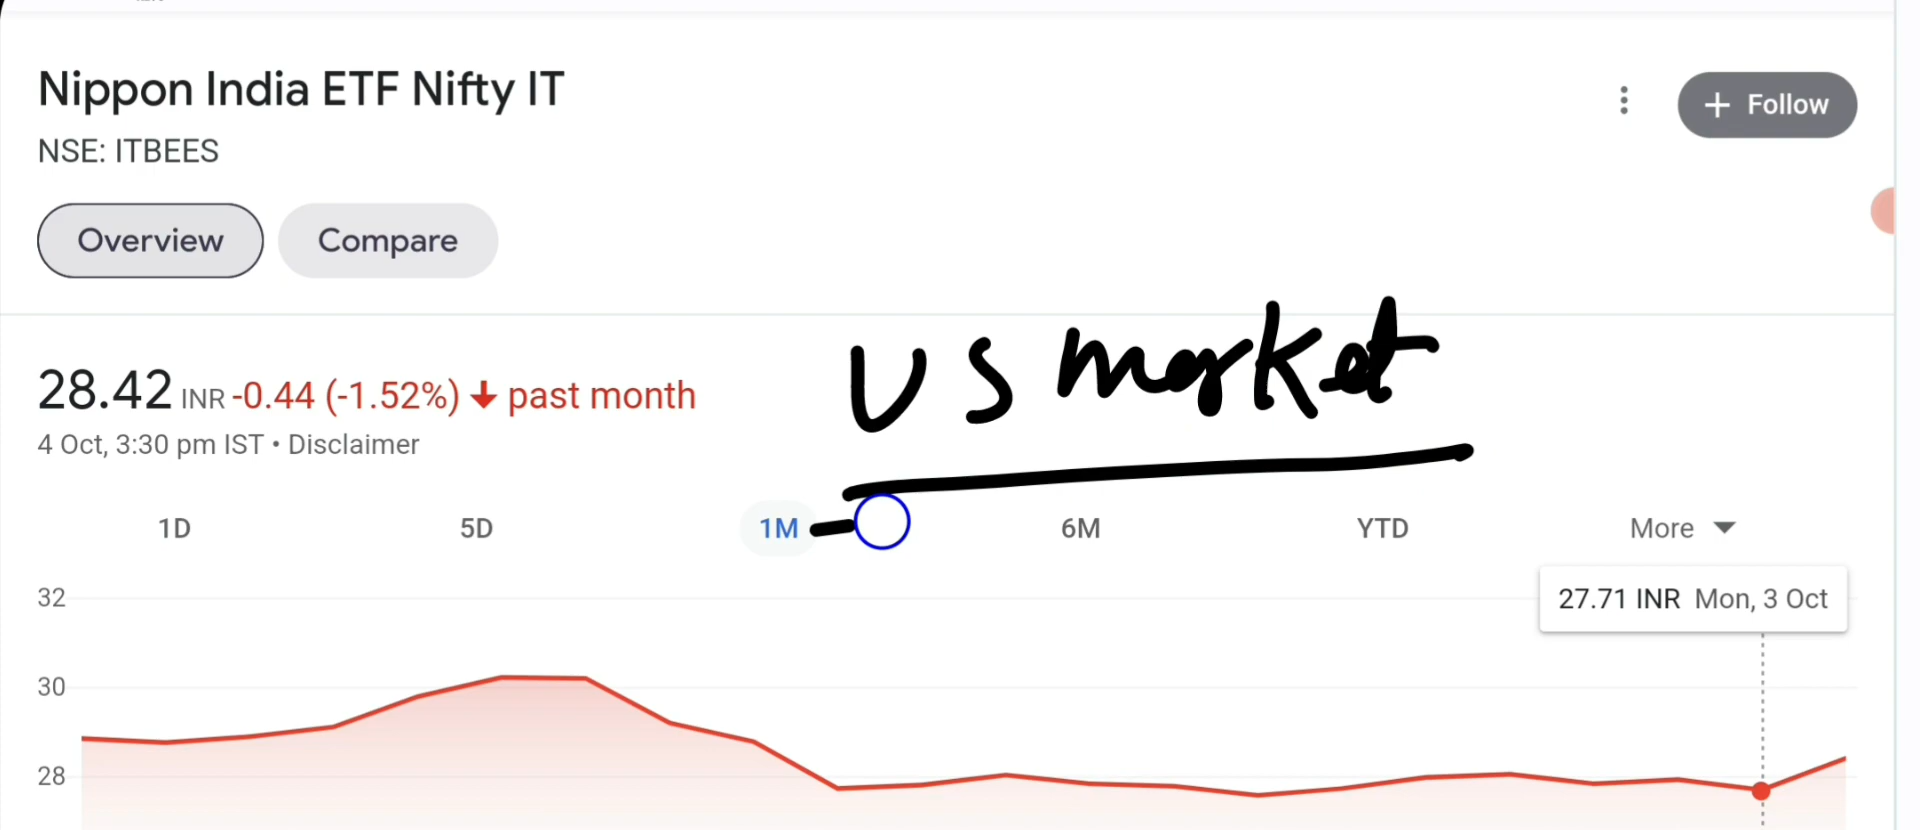 Nippon India ETF Nifty IT
+ Follow
NSE: ITBEES
Overview Compare
US market
28.42 INR -0.44 (-1.52%) ↓ past month
4 Oct, 3:30 pm IST • Disclaimer
1D 5D 1M 6M YTD More
27.71 INR Mon, 3 Oct
32
30
28